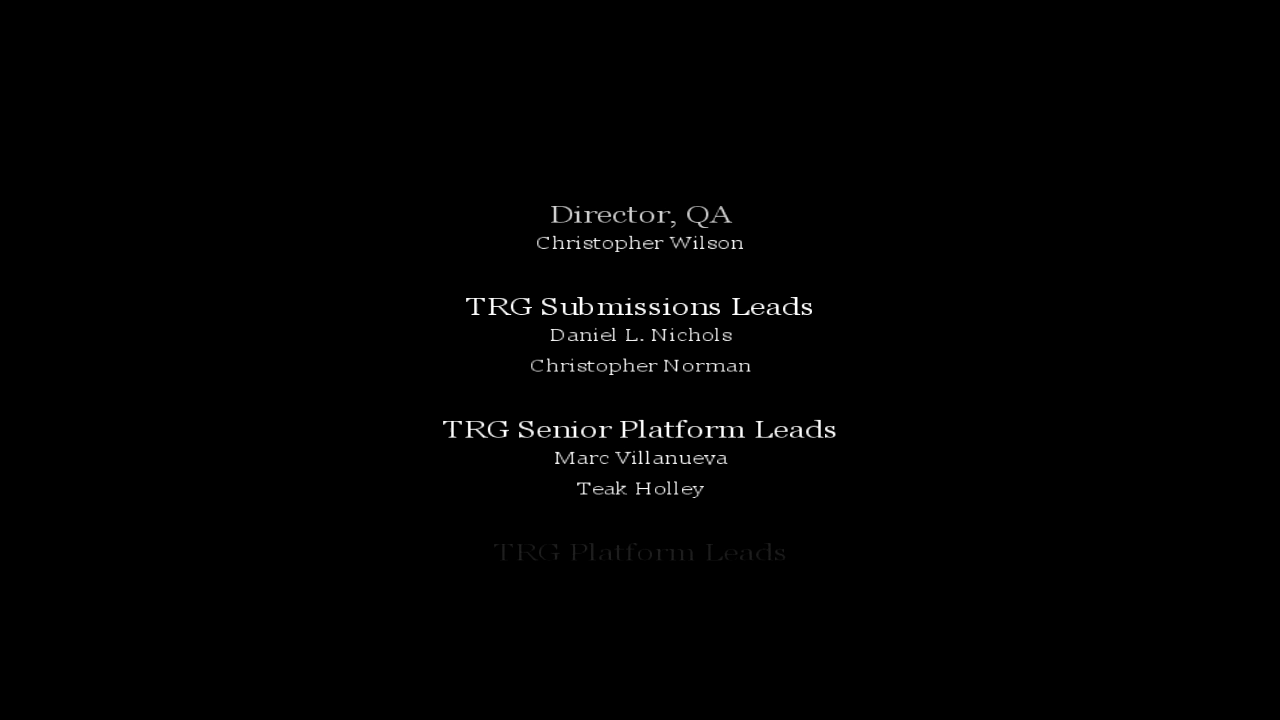 Director, QA
Christopher Wilson
TRG Submissions Leads
Daniel L. Nichols
Christopher Norman
TRG Senior Platform Leads
Marc Villanueva
Teak Holley
TRG Platform Leads